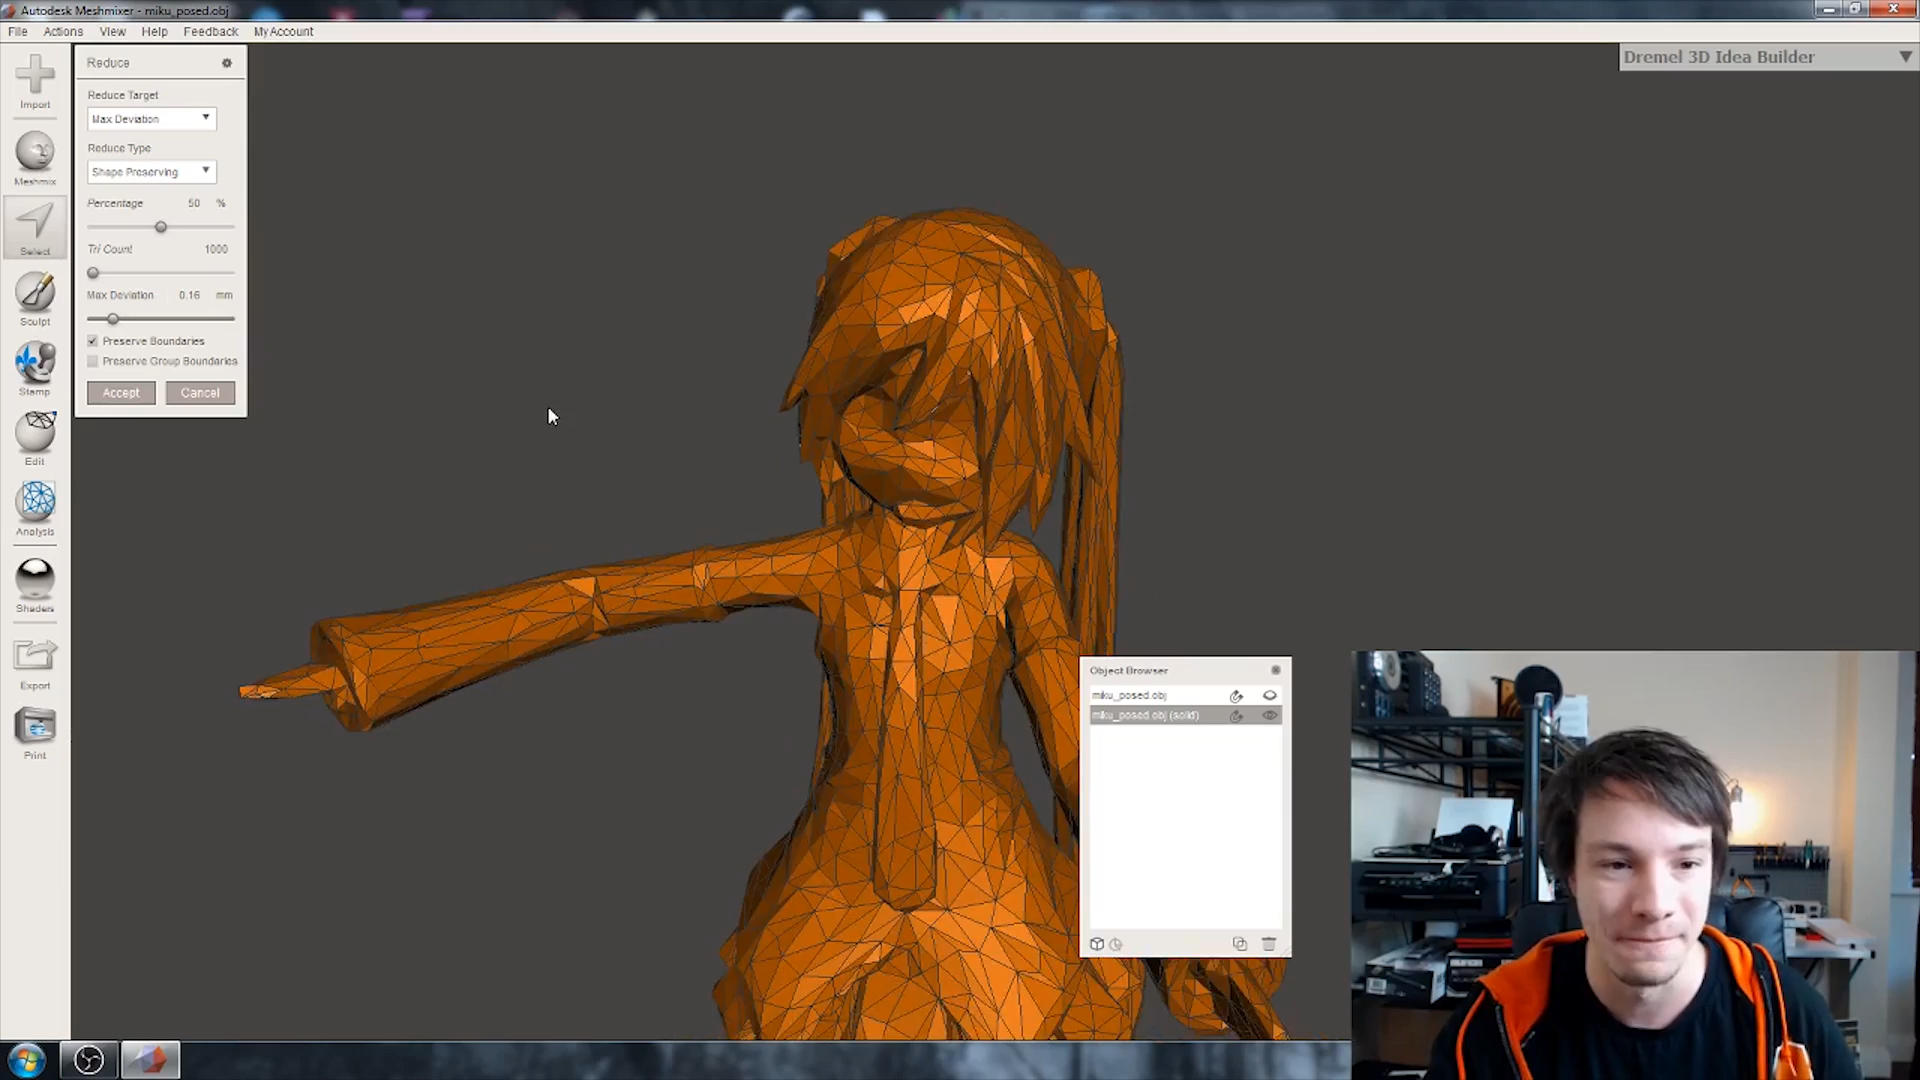 Autodesk Meshmixer - miku_posed.obj
File Actions View Help Feedback My Account
Import
Meshmix
Select
Sculpt
Stamp
Edit
Analysis
Shaders
Export
Print
Reduce
Reduce Target
Max Deviation
Reduce Type
Shape Preserving
Percentage 50 %
Tri Count 1000
Max Deviation 0.16 mm
Preserve Boundaries
Preserve Group Boundaries
Accept Cancel
Dremel 3D Idea Builder
Object Browser
miku_posed.obj
miku_posed.obj (solid)